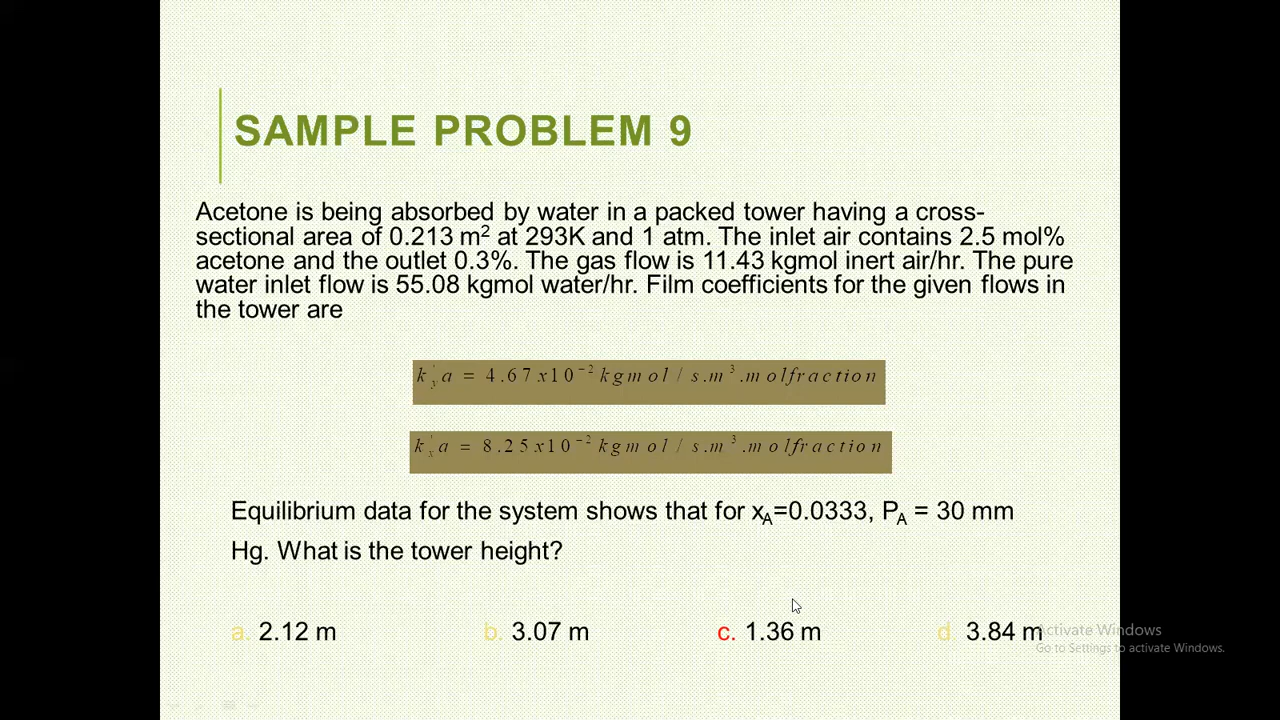 SAMPLE PROBLEM 9
Acetone is being absorbed by water in a packed tower having a cross-
sectional area of 0.213 m² at 293K and 1 atm. The inlet air contains 2.5 mol%
acetone and the outlet 0.3%. The gas flow is 11.43 kgmol inert air/hr. The pure
water inlet flow is 55.08 kgmol water/hr. Film coefficients for the given flows in
the tower are
k'ᵧa = 4.67x10⁻² kgmol/s.m³.molfraction
k'ₓa = 8.25x10⁻² kgmol/s.m³.molfraction
Equilibrium data for the system shows that for x_A=0.0333, P_A = 30 mm
Hg. What is the tower height?
a. 2.12 m b. 3.07 m c. 1.36 m d. 3.84 m
Activate Windows
Go to Settings to activate Windows.